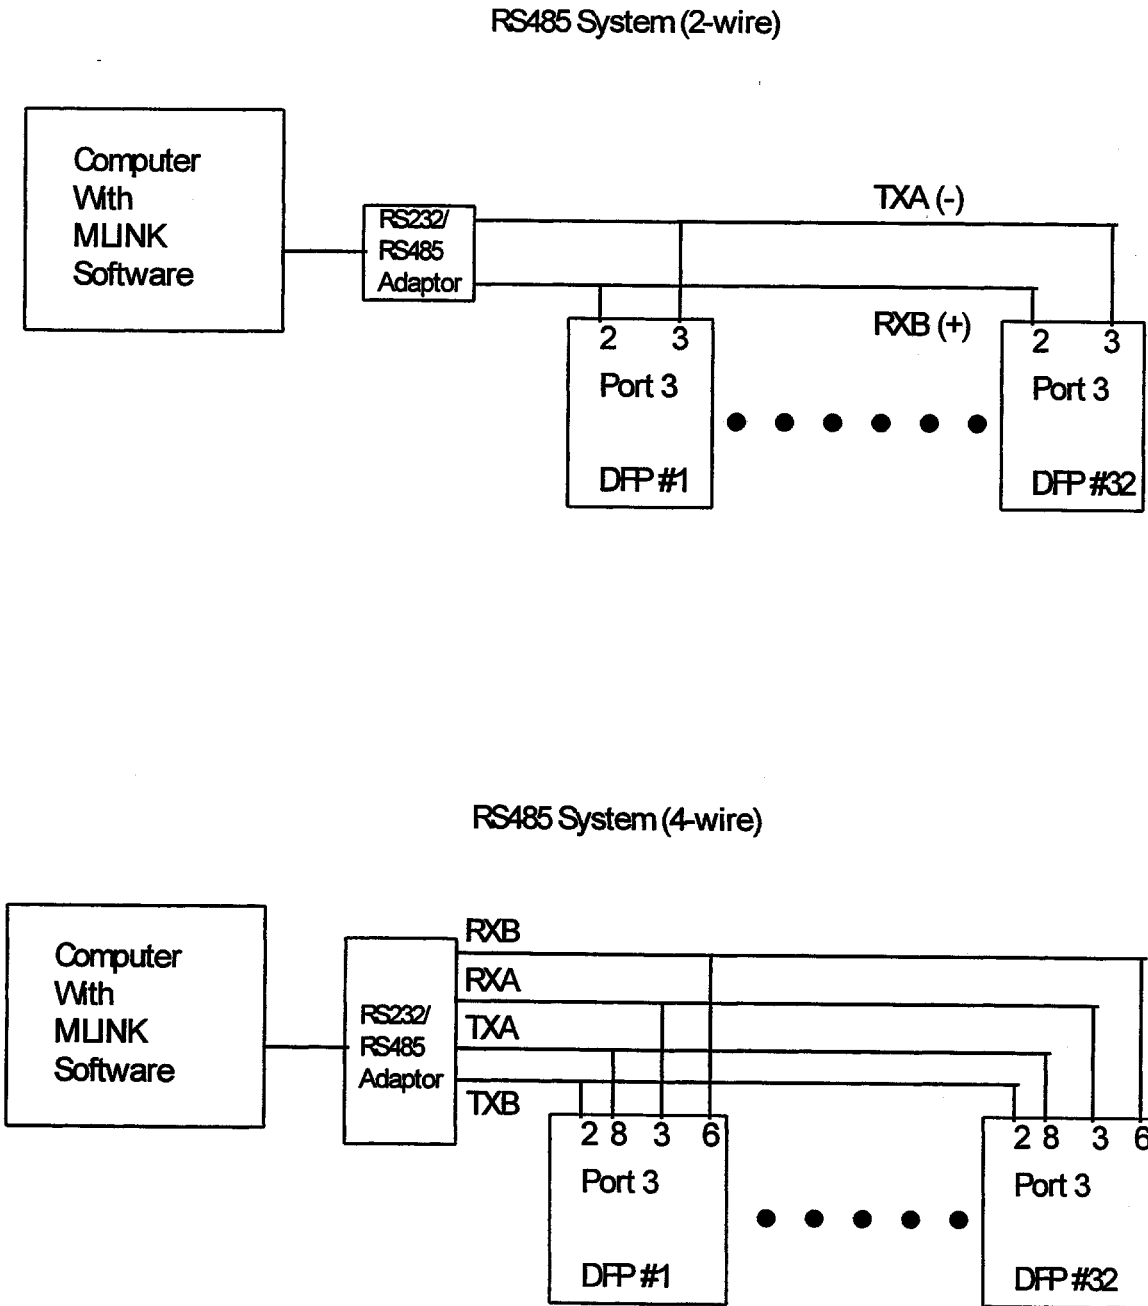 RS485 System (2-wire)
Computer
With
MLINK
Software
RS232/
RS485
Adaptor
TXA (-)
RXB (+)
2 3
Port 3
DFP #1
2 3
Port 3
DFP #32
RS485 System (4-wire)
Computer
With
MLINK
Software
RS232/
RS485
Adaptor
RXB
RXA
TXA
TXB
2 8 3 6
Port 3
DFP #1
2 8 3 6
Port 3
DFP #32